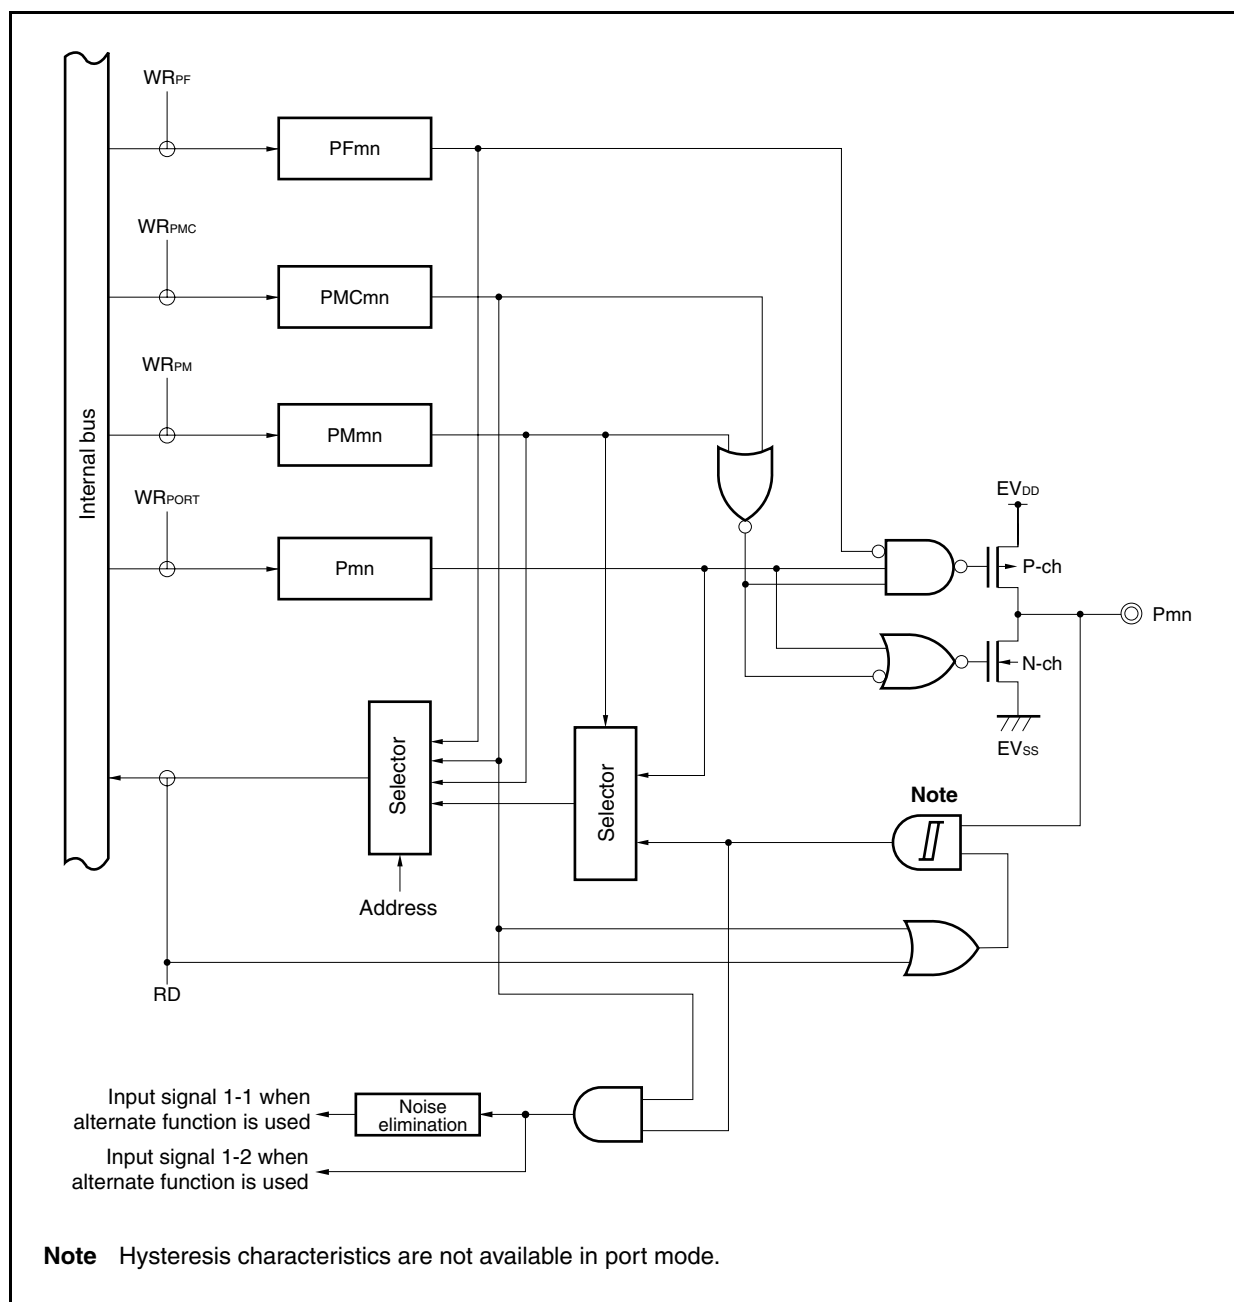 WRPF
PFmn
WRPMC
PMCmn
WRPM
PMmn
Internal bus
WRPORT
Pmn
EVDD
P-ch
Pmn
N-ch
EVSS
Selector
Selector
Note
Address
RD
Input signal 1-1 when
alternate function is used
Noise
elimination
Input signal 1-2 when
alternate function is used
Note Hysteresis characteristics are not available in port mode.